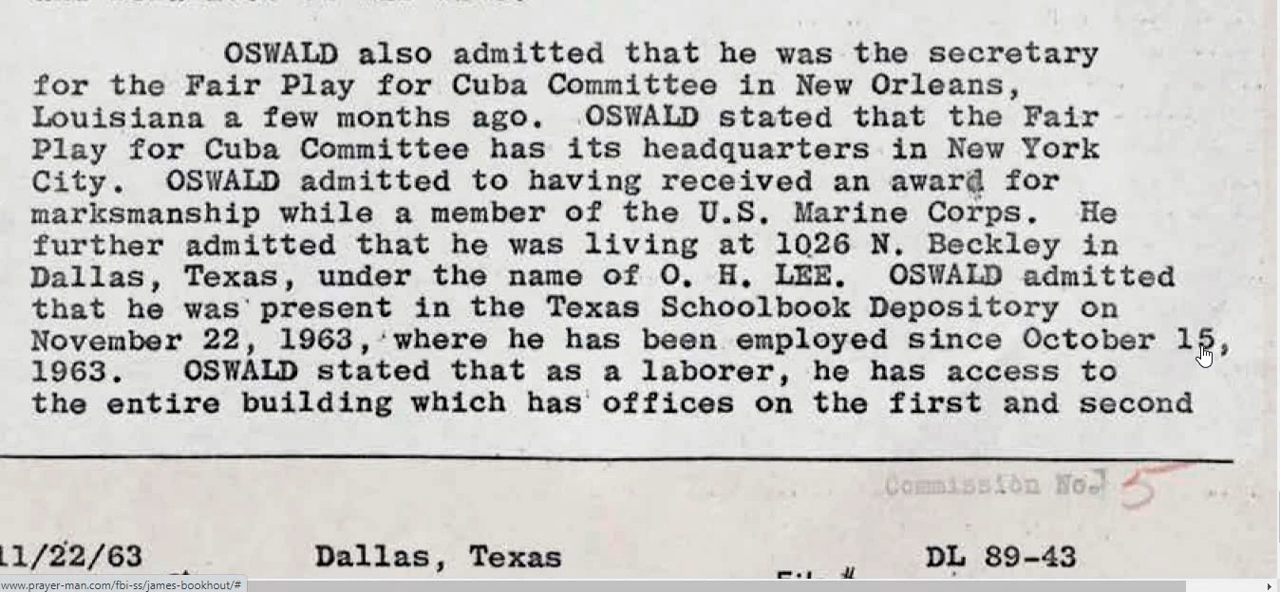 OSWALD also admitted that he was the secretary
for the Fair Play for Cuba Committee in New Orleans,
Louisiana a few months ago. OSWALD stated that the Fair
Play for Cuba Committee has its headquarters in New York
City. OSWALD admitted to having received an award for
marksmanship while a member of the U.S. Marine Corps. He
further admitted that he was living at 1026 N. Beckley in
Dallas, Texas, under the name of O. H. LEE. OSWALD admitted
that he was present in the Texas Schoolbook Depository on
November 22, 1963, where he has been employed since October 15,
1963. OSWALD stated that as a laborer, he has access to
the entire building which has offices on the first and second
Commission No. 5
11/22/63 Dallas, Texas DL 89-43
File #
www.prayer-man.com/fbi-ss/james-bookhout/#